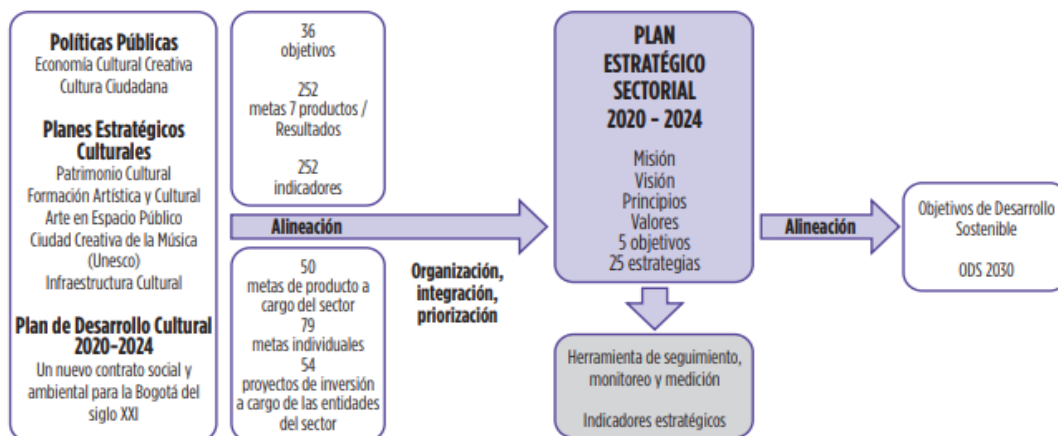 Políticas Públicas
Economía Cultural Creativa
Cultura Ciudadana
Planes Estratégicos
Culturales
Patrimonio Cultural
Formación Artística y Cultural
Arte en Espacio Público
Ciudad Creativa de la Música
(Unesco)
Infraestructura Cultural
Plan de Desarrollo Cultural
2020-2024
Un nuevo contrato social y
ambiental para la Bogotá del
siglo XXI
36
objetivos
252
metas 7 productos /
Resultados
252
indicadores
Alineación
50
metas de producto a
cargo del sector
79
metas individuales
54
proyectos de inversión
a cargo de las entidades
del sector
Organización,
integración,
priorización
PLAN
ESTRATÉGICO
SECTORIAL
2020 - 2024
Misión
Visión
Principios
Valores
5 objetivos
25 estrategias
Herramienta de seguimiento,
monitoreo y medición
Indicadores estratégicos
Alineación
Objetivos de Desarrollo
Sostenible
ODS 2030